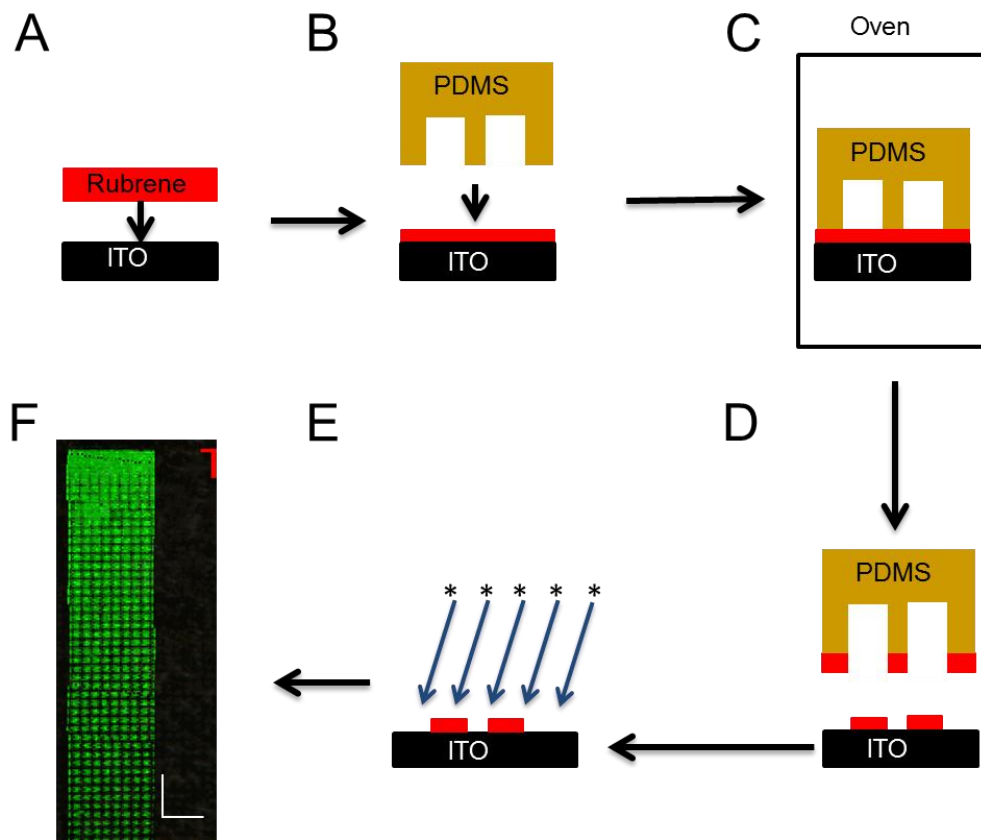 A
B
C
Oven
Rubrene
ITO
PDMS
ITO
PDMS
ITO
F
E
D
* * * * *
ITO
PDMS
ITO